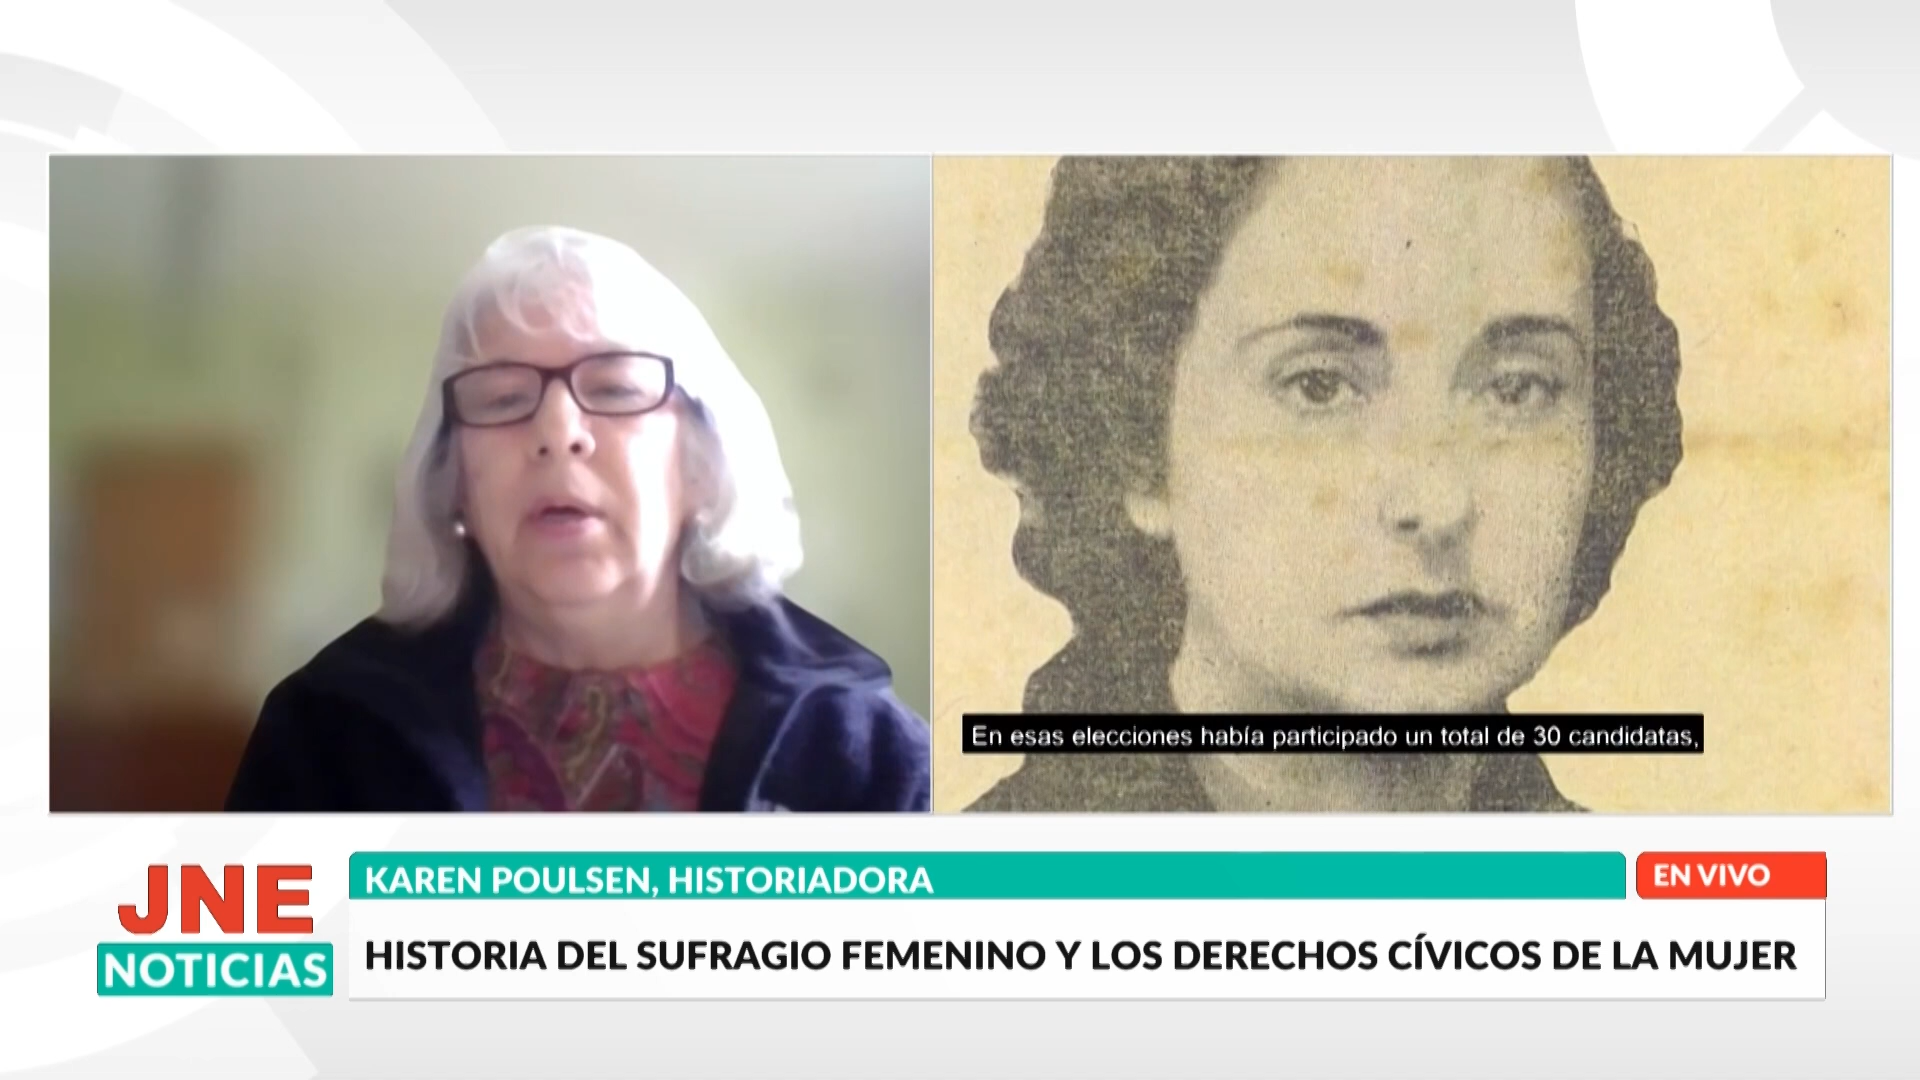 En esas elecciones había participado un total de 30 candidatas,
JNE
NOTICIAS
KAREN POULSEN, HISTORIADORA
EN VIVO
HISTORIA DEL SUFRAGIO FEMENINO Y LOS DERECHOS CÍVICOS DE LA MUJER